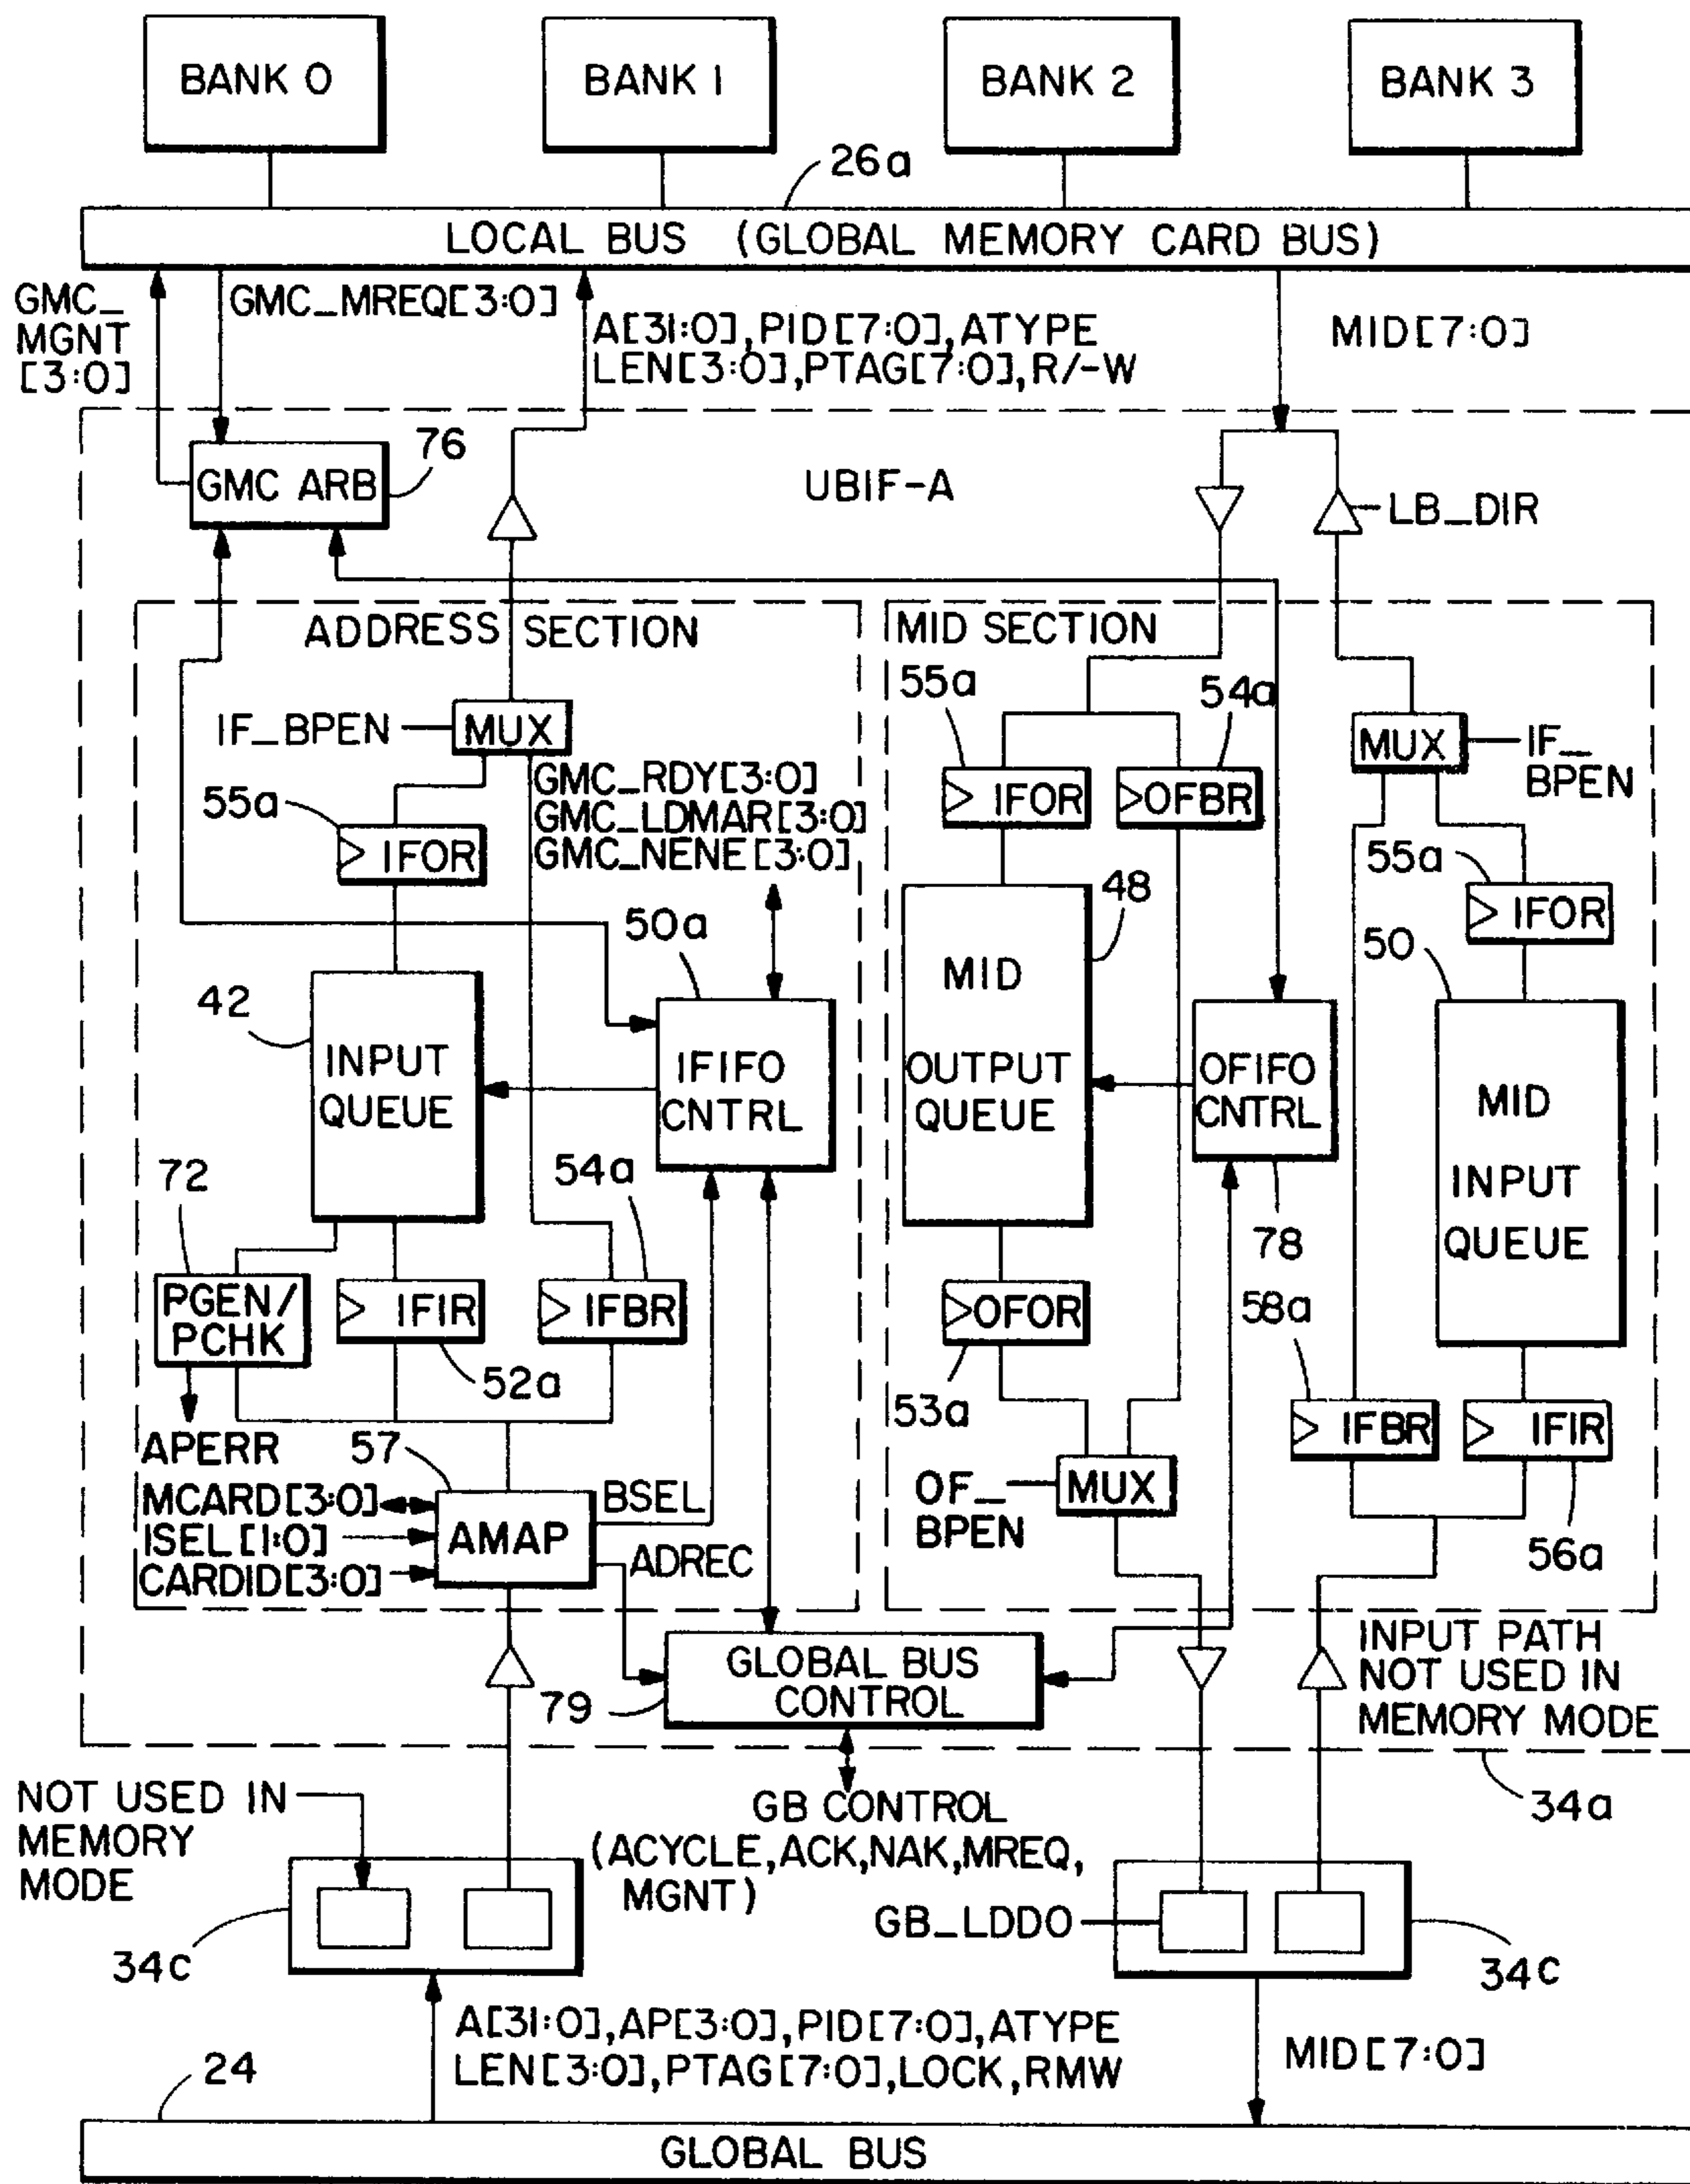 BANK 0
BANK 1
BANK 2
BANK 3
26a
LOCAL BUS (GLOBAL MEMORY CARD BUS)
GMC_
MGNT
[3:0]
GMC_MREQ[3:0]
A[31:0],PID[7:0],ATYPE
LEN[3:0],PTAG[7:0],R/-W
MID[7:0]
76
GMC ARB
UBIF-A
LB_DIR
ADDRESS SECTION
MID SECTION
55a
54a
IF_BPEN
MUX
MUX
IF_
BPEN
GMC_RDY[3:0]
GMC_LDMAR[3:0]
GMC_NENE[3:0]
55a
IFOR
IFOR
OFBR
55a
IFOR
48
50a
50
42
INPUT
QUEUE
IFIFO
CNTRL
MID
OUTPUT
QUEUE
OFIFO
CNTRL
MID
INPUT
QUEUE
72
54a
78
PGEN/
PCHK
IFIR
IFBR
OFOR
58a
52a
53a
IFBR
IFIR
APERR
57
56a
MCARD[3:0]
ISEL[1:0]
CARDID[3:0]
AMAP
BSEL
ADREC
OF_
BPEN
MUX
GLOBAL BUS
CONTROL
79
INPUT PATH
NOT USED IN
MEMORY MODE
34a
NOT USED IN
MEMORY
MODE
GB CONTROL
(ACYCLE,ACK,NAK,MREQ,
MGNT)
GB_LDDO
34c
34c
A[31:0],AP[3:0],PID[7:0],ATYPE
LEN[3:0],PTAG[7:0],LOCK,RMW
MID[7:0]
24
GLOBAL BUS